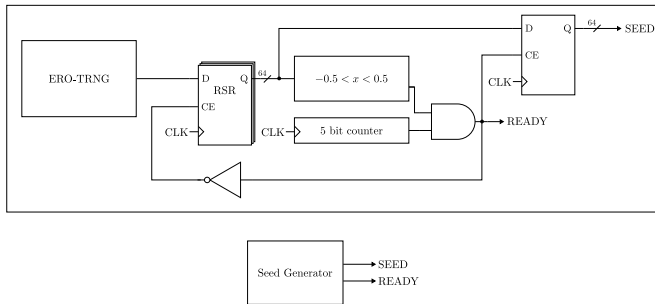 64
D Q SEED
ERO-TRNG
D Q 64
RSR
−0.5 < x < 0.5
CE
CLK
CE
CLK
CLK
5 bit counter
READY
Seed Generator
SEED
READY